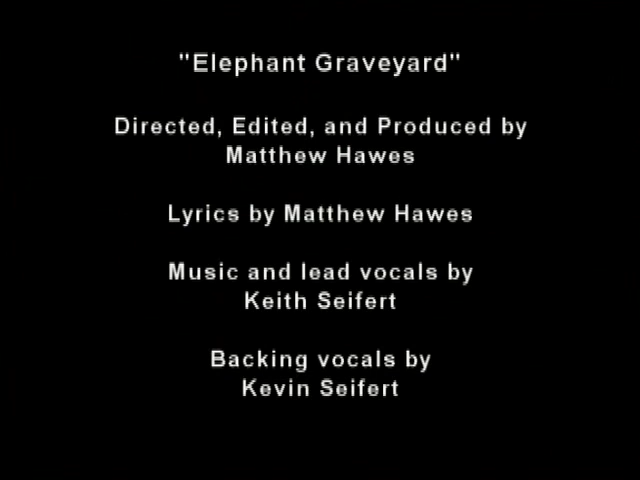 "Elephant Graveyard"
Directed, Edited, and Produced by
Matthew Hawes
Lyrics by Matthew Hawes
Music and lead vocals by
Keith Seifert
Backing vocals by
Kevin Seifert